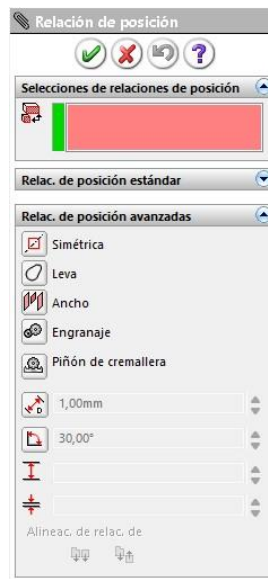 Relación de posición
Selecciones de relaciones de posición
Relac. de posición estándar
Relac. de posición avanzadas
Simétrica
Leva
Ancho
Engranaje
Piñón de cremallera
1,00mm
30,00°
Alineac. de relac. de